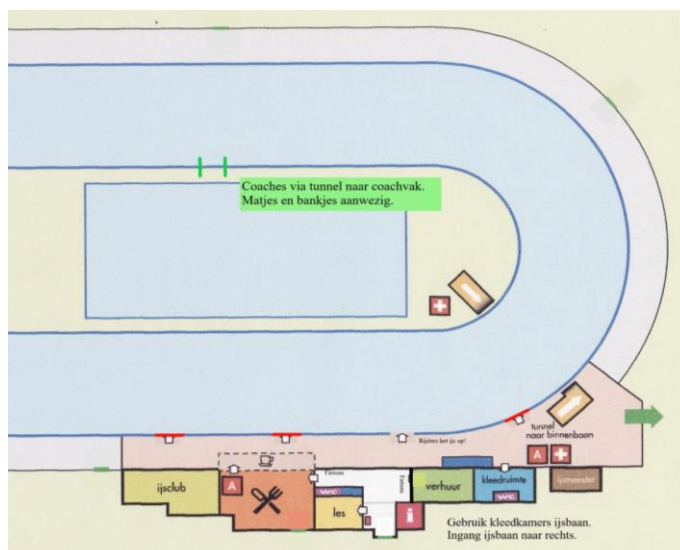 Coaches via tunnel naar coachvak.
Matjes en bankjes aanwezig.
tunnel
naar binnenbaan
Rijders het ijs op!
A
ijsclub
A
Fietsen
wc
les
Fietsen
i
verhuur
kleedruimte
wc
ijsmeester
Gebruik kleedkamers ijsbaan.
Ingang ijsbaan naar rechts.